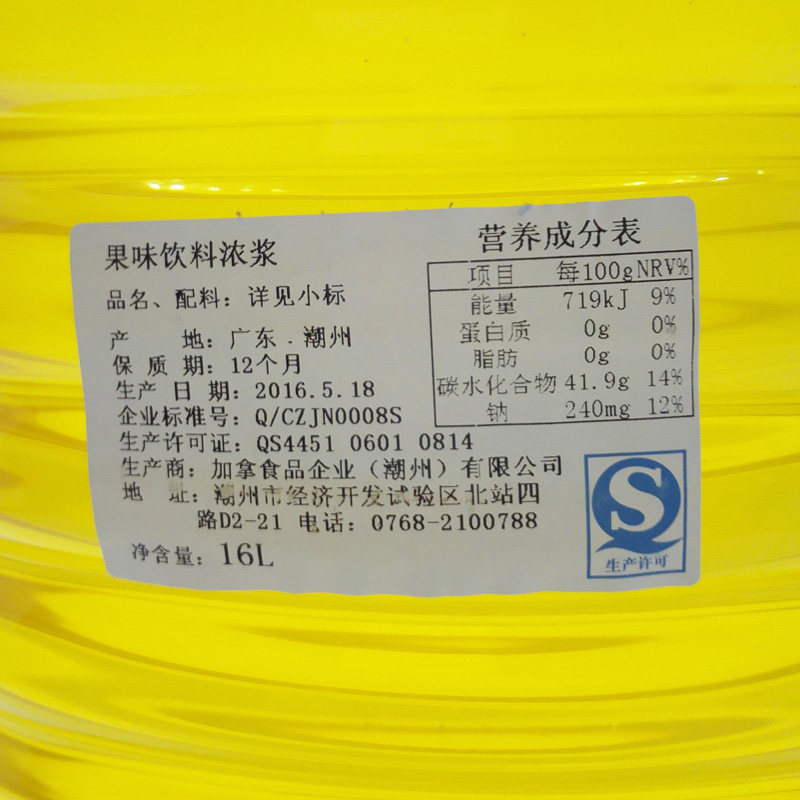 果味饮料浓浆
品名、配料：详见小标
产 地：广东．潮州
保 质 期：12个月
生产 日 期：2016.5.18
企业标准号：Q/CZJN0008S
生产许可证：QS4451 0601 0814
生产商：加拿食品企业（潮州）有限公司
地 址：潮州市经济开发试验区北站四
路D2-21 电话：0768-2100788
净含量：16L
营养成分表
项目 每100g NRV%
能量 719kJ 9%
蛋白质 0g 0%
脂肪 0g 0%
碳水化合物 41.9g 14%
钠 240mg 12%
S
生产许可